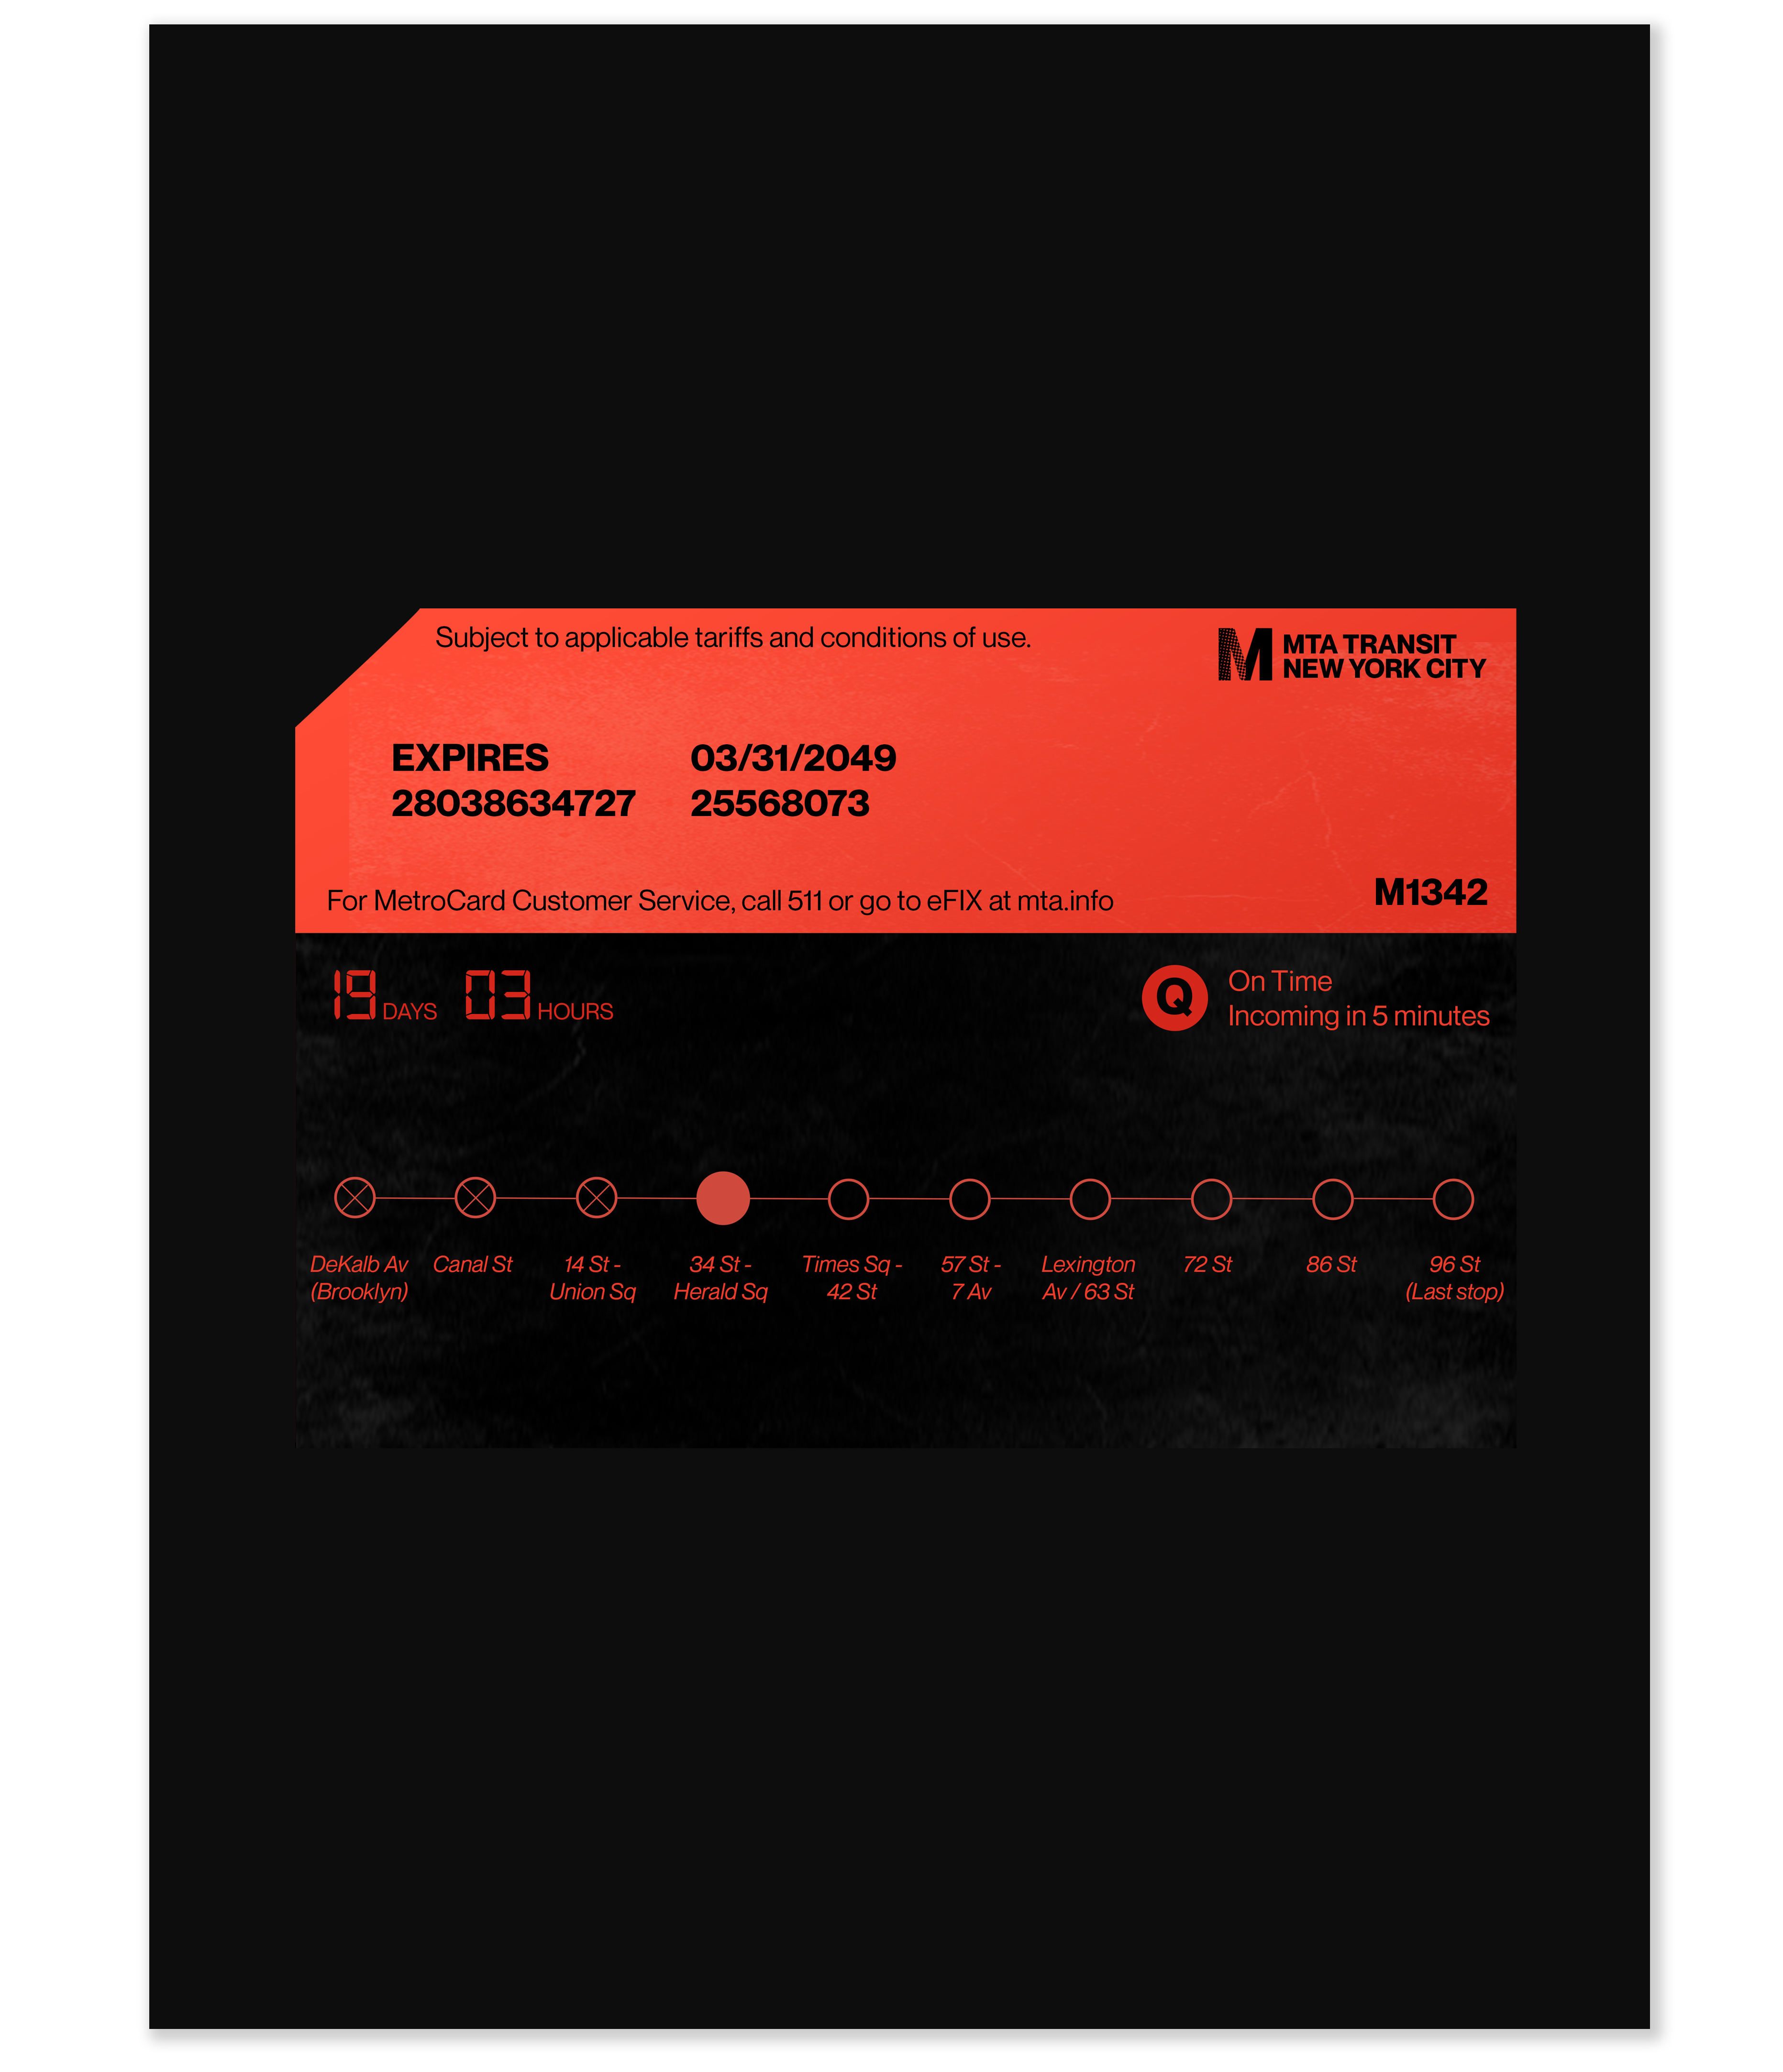 Subject to applicable tariffs and conditions of use.
M MTA TRANSIT
NEW YORK CITY
EXPIRES 03/31/2049
28038634727 25568073
For MetroCard Customer Service, call 511 or go to eFIX at mta.info
M1342
19 DAYS 03 HOURS
Q On Time
Incoming in 5 minutes
DeKalb Av
(Brooklyn)
Canal St
14 St -
Union Sq
34 St -
Herald Sq
Times Sq -
42 St
57 St -
7 Av
Lexington
Av / 63 St
72 St
86 St
96 St
(Last stop)